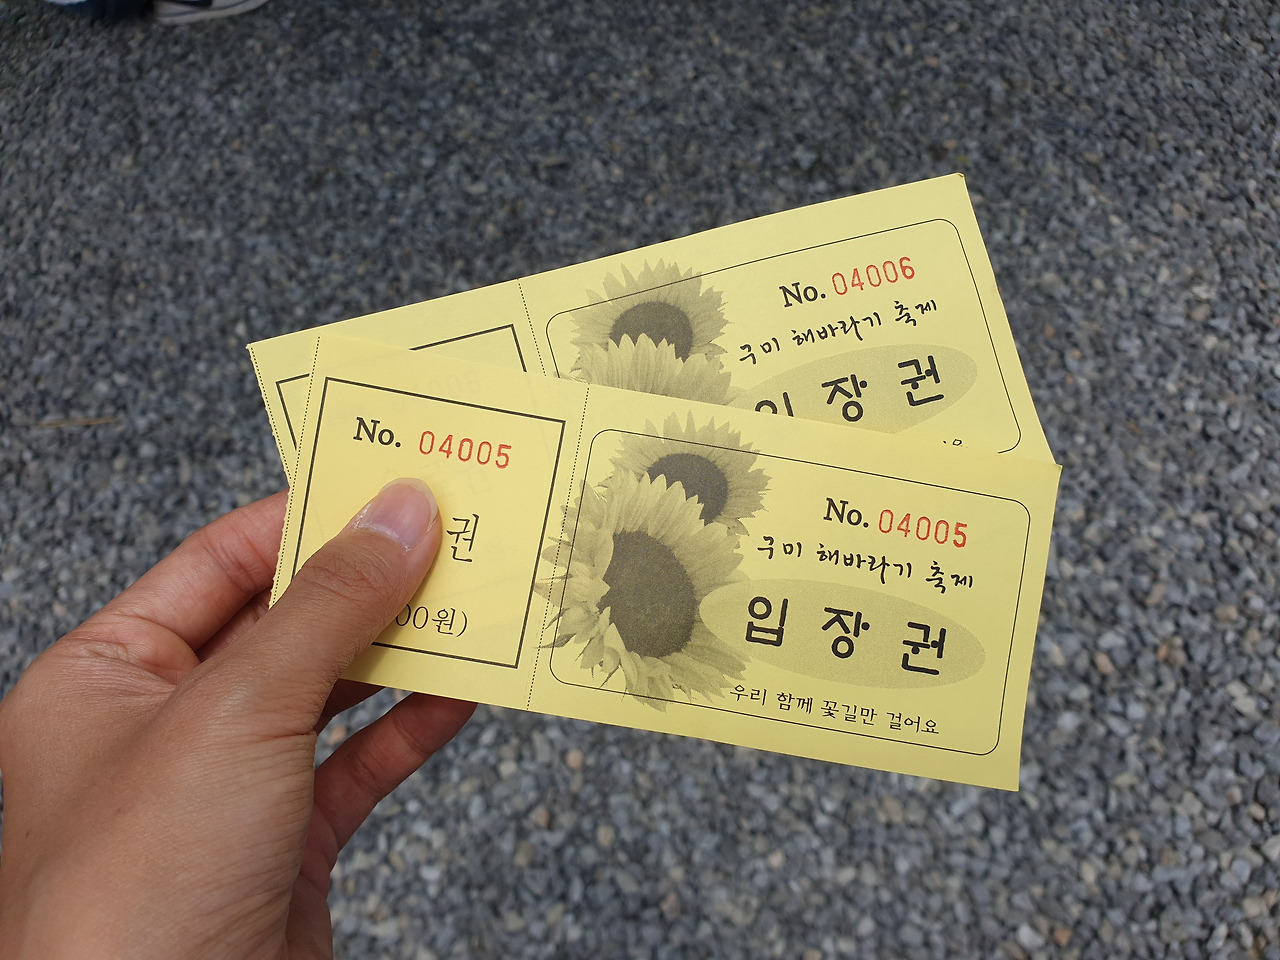 No. 04006
구미 해바라기 축제
입장권
No. 04005
권
00원)
No. 04005
구미 해바라기 축제
입장권
우리 함께 꽃길만 걸어요